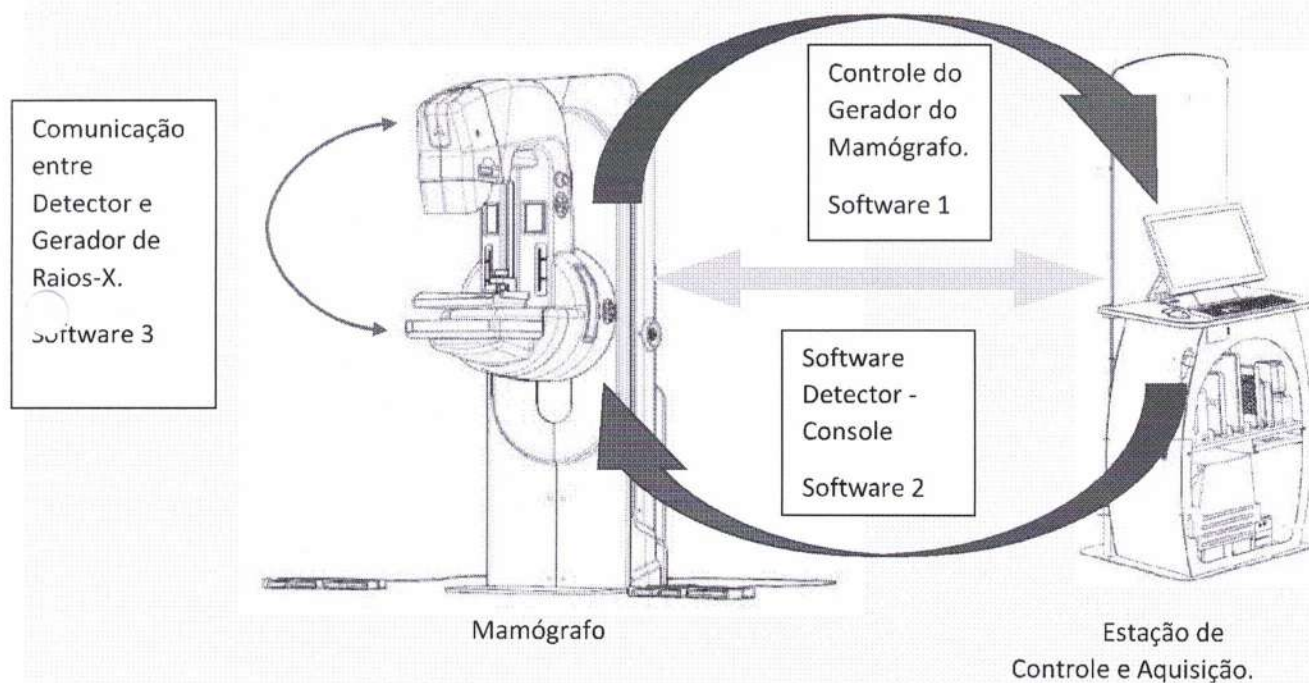 Comunicação
entre
Detector e
Gerador de
Raios-X.
Software 3
Controle do
Gerador do
Mamógrafo.
Software 1
Software
Detector -
Console
Software 2
Mamógrafo
Estação de
Controle e Aquisição.